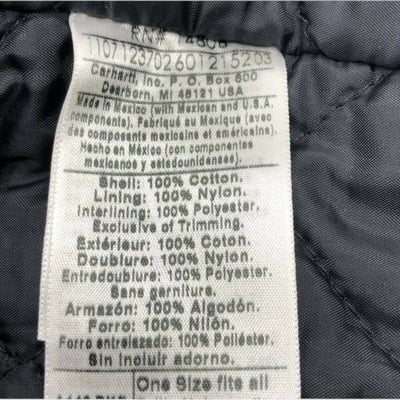 RN#
11071237026012152 03
Carhartt, Inc. P. O. Box 600
Dearborn, MI 48121 USA
Made in Mexico (with Mexican and U.S.A.
components). Fabriqué au Mexique (avec
des components mexicains et américains).
Hecho en México (con componentes
mexicanos y estadounidenses).
Shell: 100% Cotton.
Lining: 100% Nylon.
Interlining: 100% Polyester.
Exclusive of Trimming.
Extérieur: 100% Coton.
Doublure: 100% Nylon.
Entredoublure: 100% Polyester.
Sans garniture.
Armazón: 100% Algodón.
Forro: 100% Nilón.
Forro entrelazado: 100% Poliéster.
Sin incluir adorno.
One Size fits all